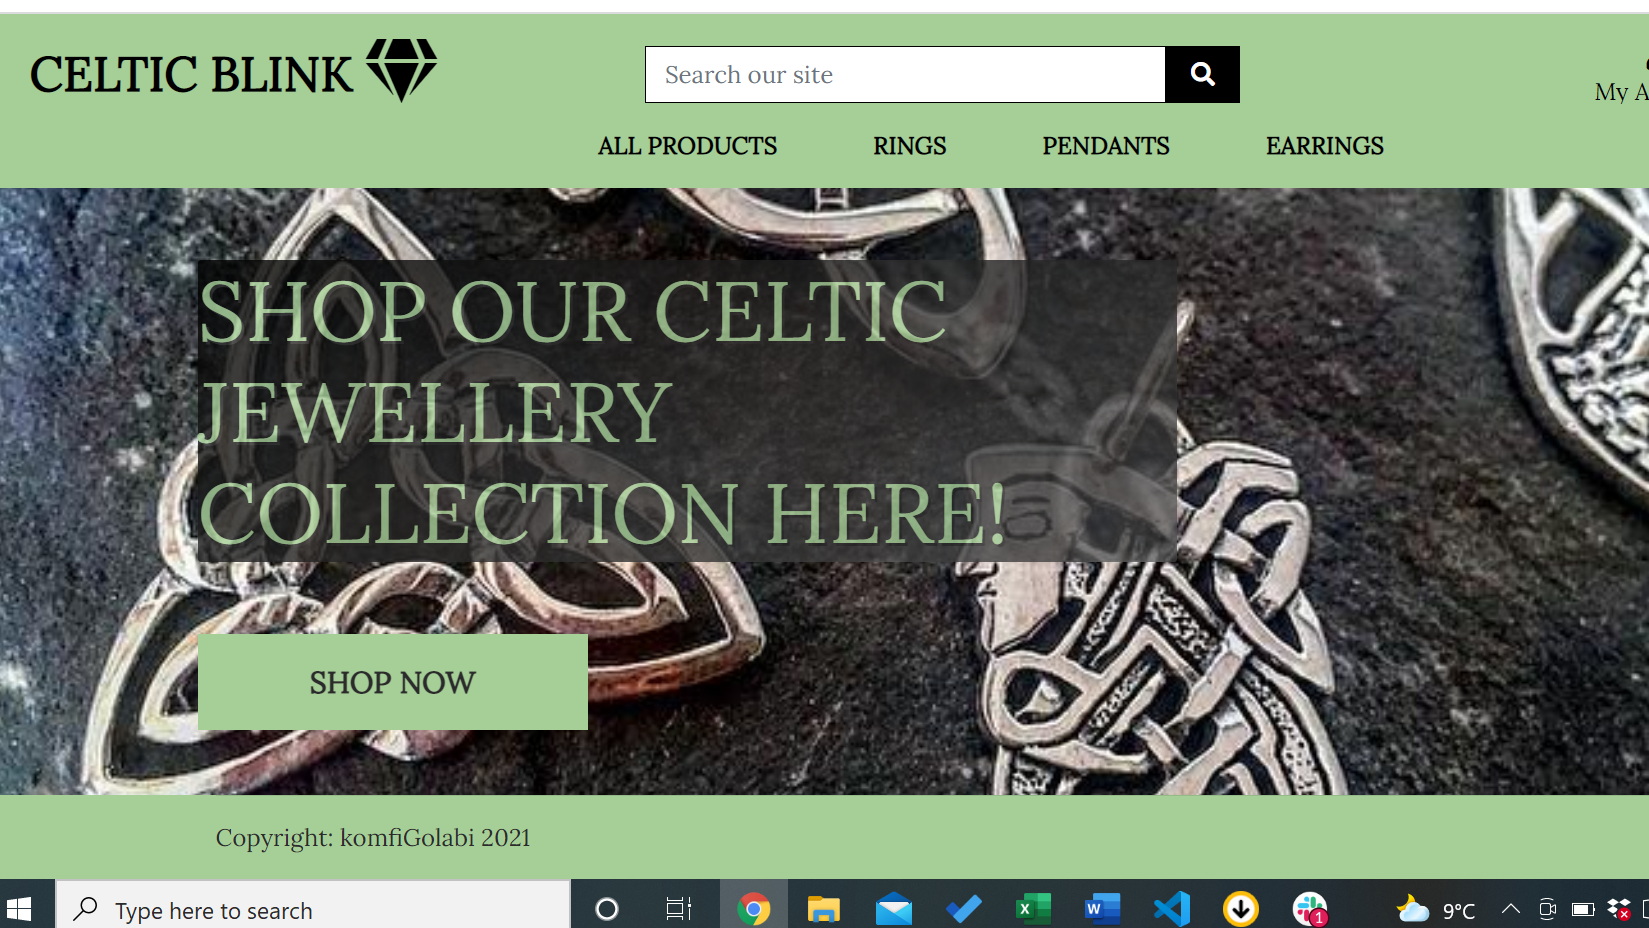 CELTIC BLINK
Search our site
My A
ALL PRODUCTS RINGS PENDANTS EARRINGS
SHOP OUR CELTIC
JEWELLERY
COLLECTION HERE!
SHOP NOW
Copyright: komfiGolabi 2021
Type here to search
1
9°C